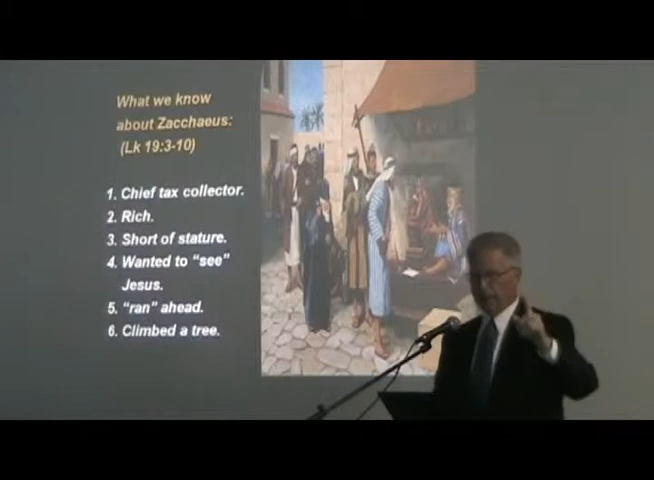 What we know
about Zacchaeus:
(Lk 19:3-10)
1. Chief tax collector.
2. Rich.
3. Short of stature.
4. Wanted to "see"
Jesus.
5. "ran" ahead.
6. Climbed a tree.